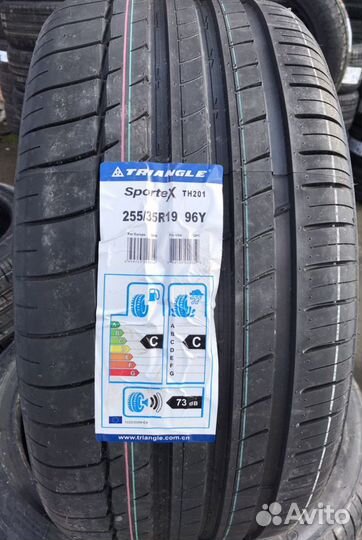 TRIANGLE
SporteX TH201
255/35R19 96Y
A
B
C
D
E
F
G
C
A
B
C
D
E
F
G
C
73 dB
www.triangle.com.cn
Avito